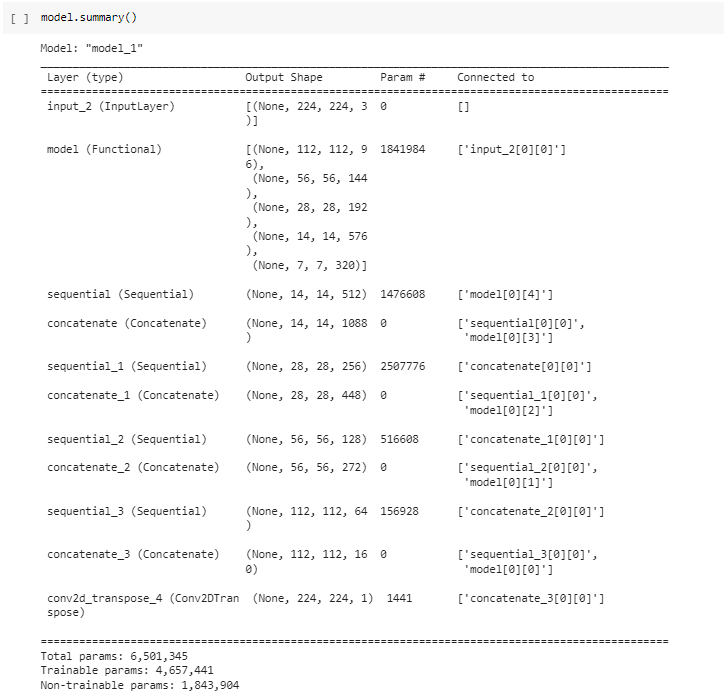 [ ] model.summary()
Model: "model_1"
Layer (type) Output Shape Param # Connected to
input_2 (InputLayer) [(None, 224, 224, 3 0 []
)]
model (Functional) [(None, 112, 112, 9 1841984 ['input_2[0][0]']
6),
(None, 56, 56, 144
),
(None, 28, 28, 192
),
(None, 14, 14, 576
),
(None, 7, 7, 320)]
sequential (Sequential) (None, 14, 14, 512) 1476608 ['model[0][4]']
concatenate (Concatenate) (None, 14, 14, 1088 0 ['sequential[0][0]',
) 'model[0][3]']
sequential_1 (Sequential) (None, 28, 28, 256) 2507776 ['concatenate[0][0]']
concatenate_1 (Concatenate) (None, 28, 28, 448) 0 ['sequential_1[0][0]',
'model[0][2]']
sequential_2 (Sequential) (None, 56, 56, 128) 516608 ['concatenate_1[0][0]']
concatenate_2 (Concatenate) (None, 56, 56, 272) 0 ['sequential_2[0][0]',
'model[0][1]']
sequential_3 (Sequential) (None, 112, 112, 64 156928 ['concatenate_2[0][0]']
)
concatenate_3 (Concatenate) (None, 112, 112, 16 0 ['sequential_3[0][0]',
0) 'model[0][0]']
conv2d_transpose_4 (Conv2DTran (None, 224, 224, 1) 1441 ['concatenate_3[0][0]']
spose)
Total params: 6,501,345
Trainable params: 4,657,441
Non-trainable params: 1,843,904